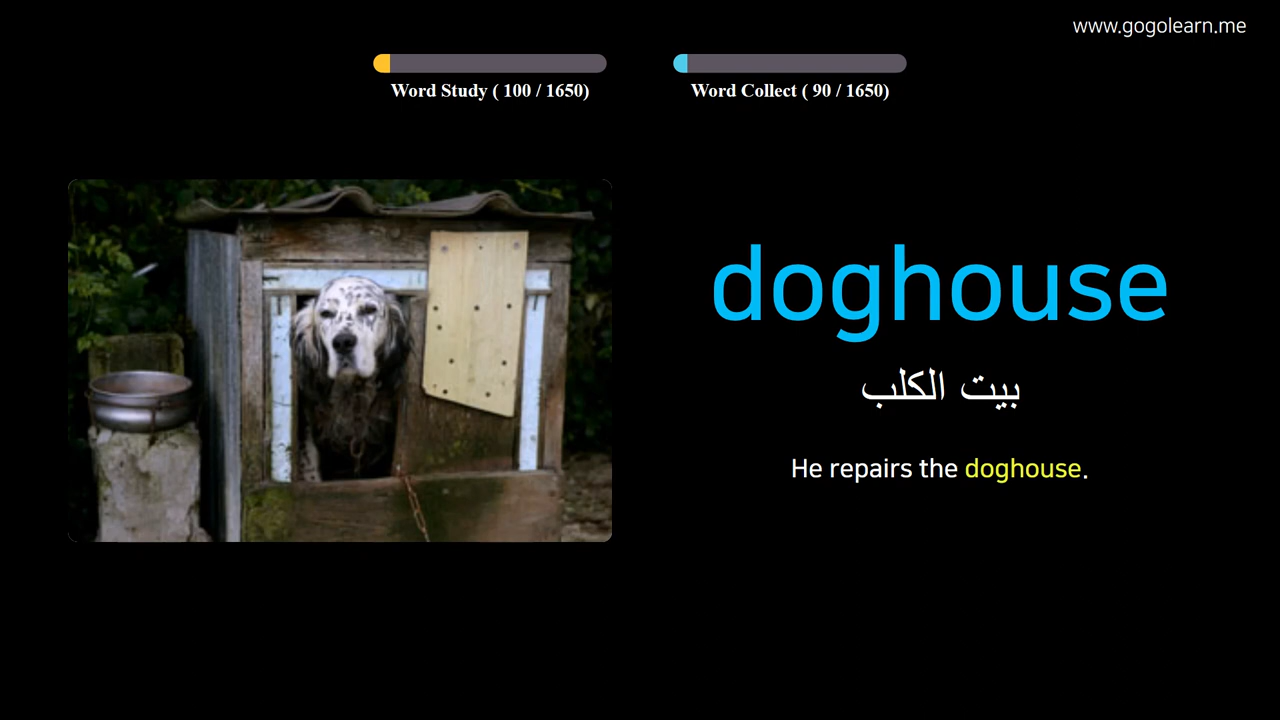 www.gogolearn.me
Word Study ( 100 / 1650)
Word Collect ( 90 / 1650)
doghouse
بيت الكلب
He repairs the doghouse.